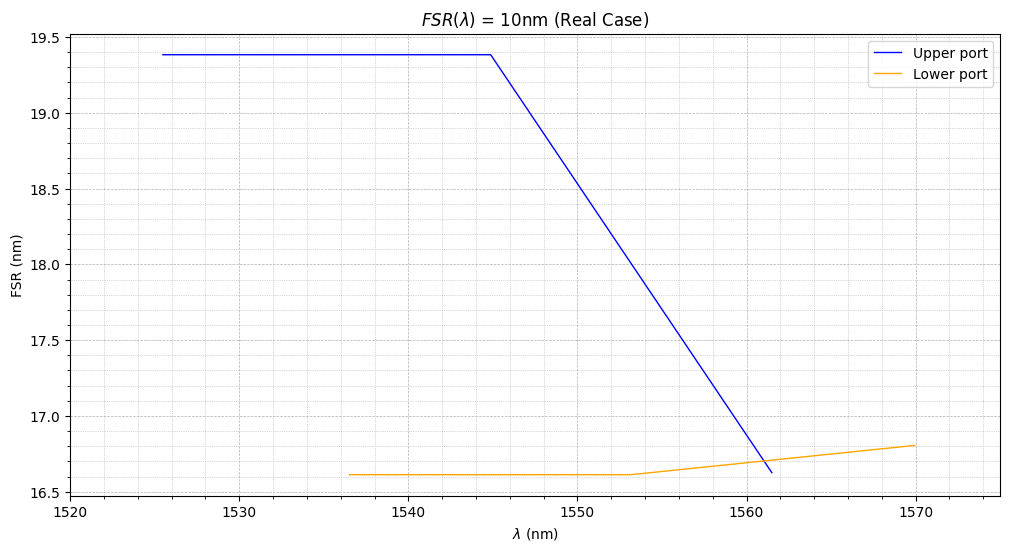 FSR(λ) = 10nm (Real Case)
Upper port
Lower port
FSR (nm)
19.5
19.0
18.5
18.0
17.5
17.0
16.5
1520 1530 1540 1550 1560 1570
λ (nm)